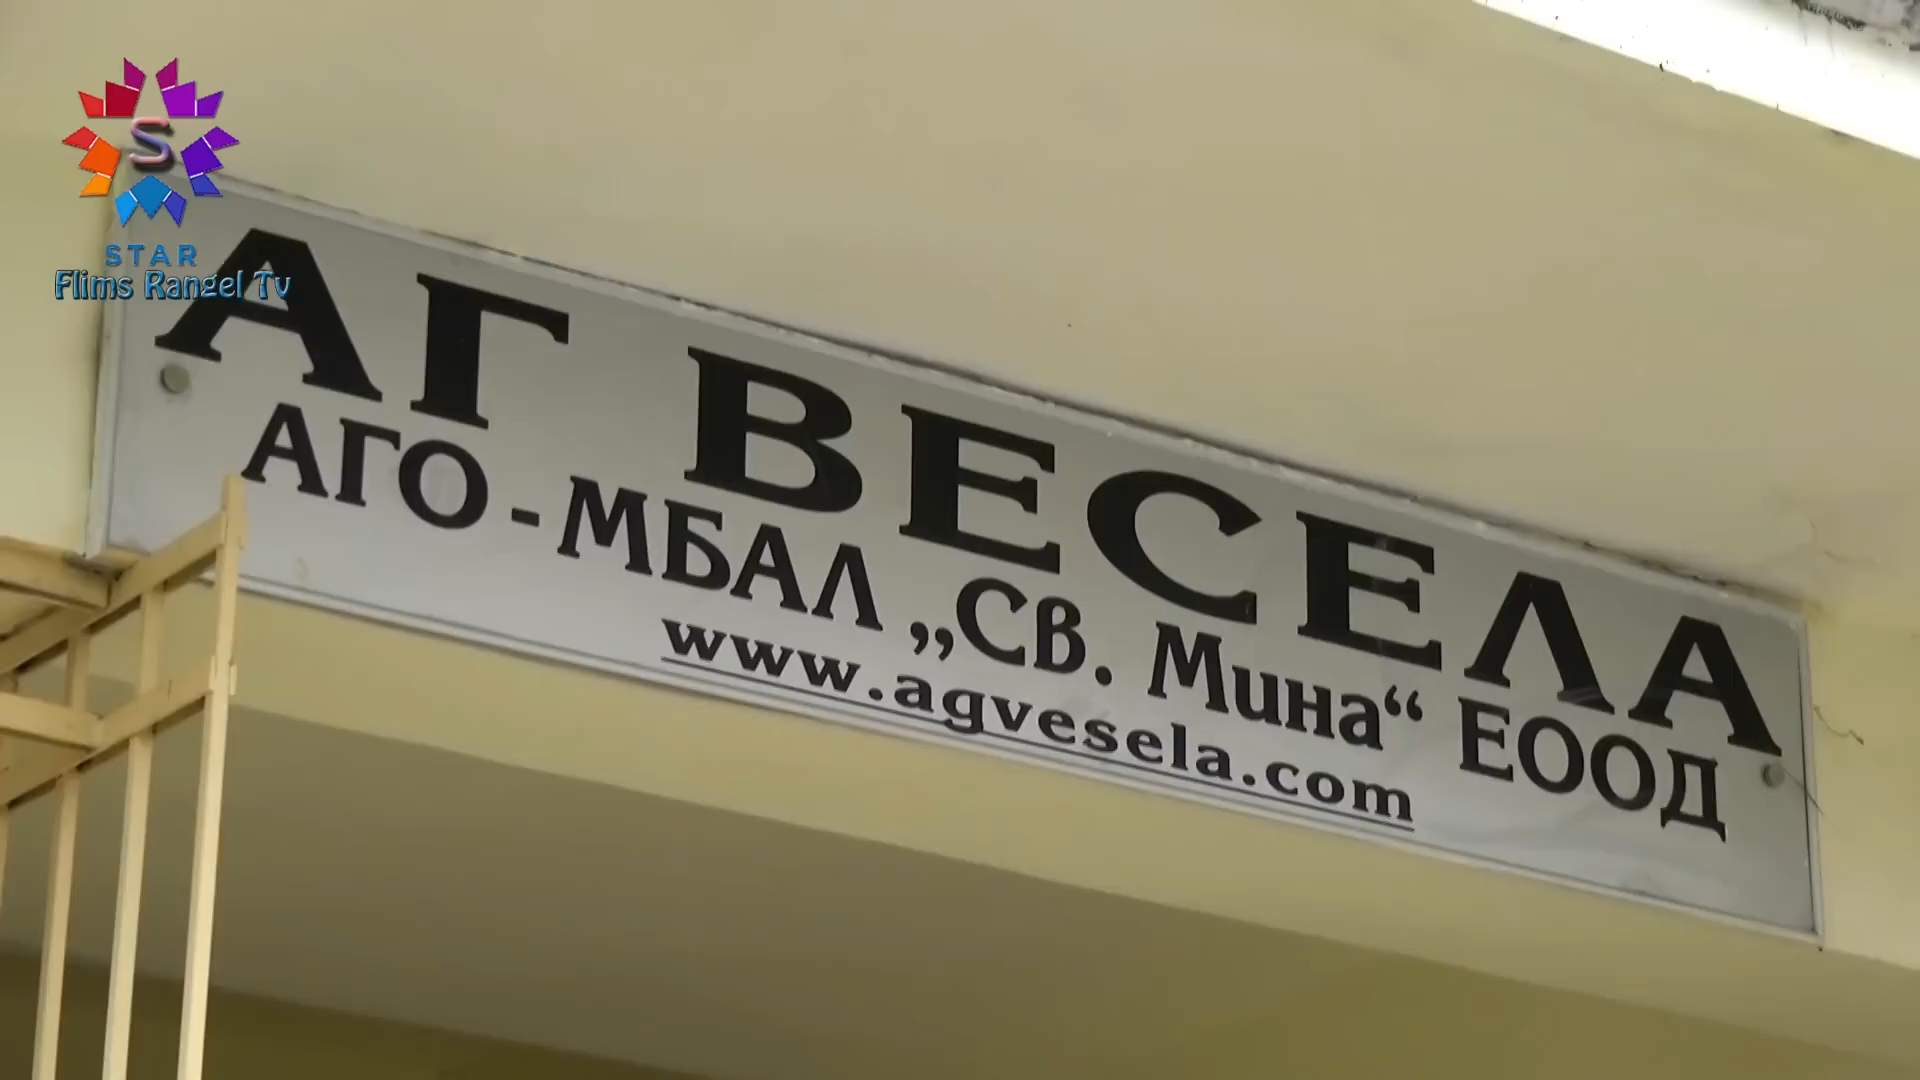 S
STAR
Flims Rangel Tv
АГ ВЕСЕЛА
АГО - МБАЛ „СВ. Мина“ ЕООД
www.agvesela.com